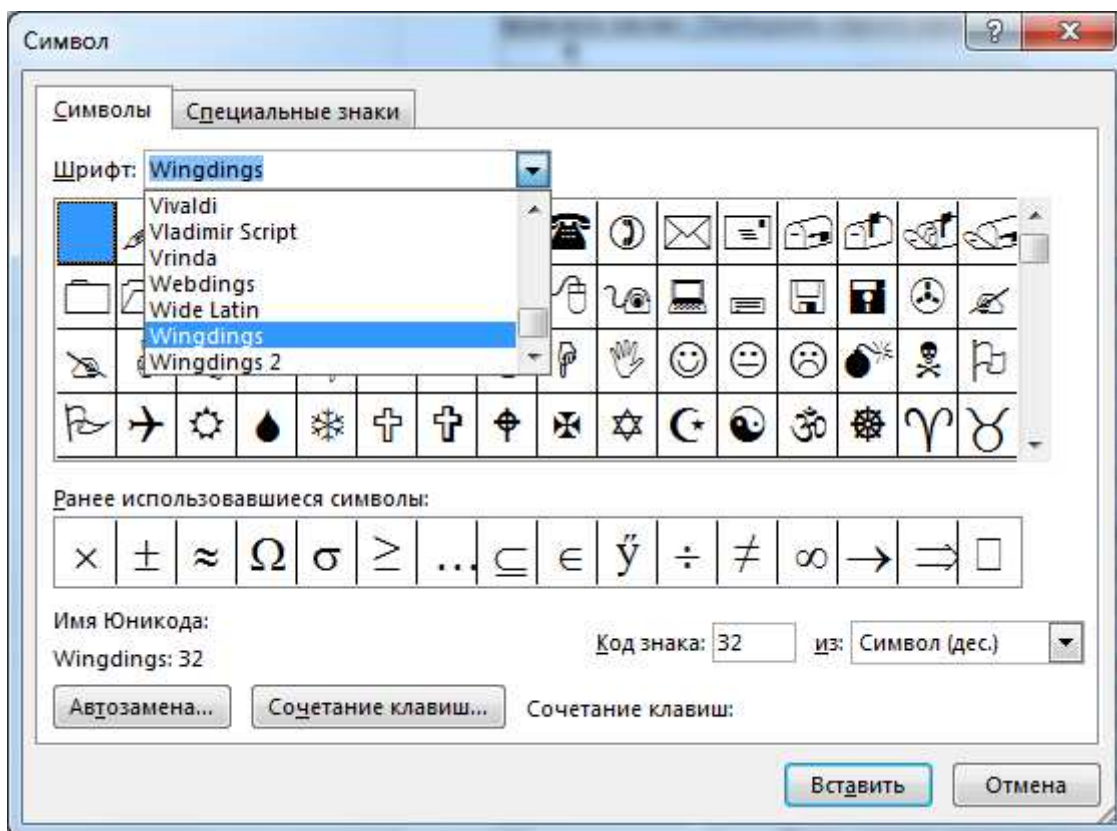 Символ
Символы
Специальные знаки
Шрифт: Wingdings
Vivaldi
Vladimir Script
Vrinda
Webdings
Wide Latin
Wingdings
Wingdings 2
Ранее использовавшиеся символы:
× ± ≈ Ω σ ≥ … ⊆ ∈ ӳ ÷ ≠ ∞ → ⇒ □
Имя Юникода:
Wingdings: 32
Код знака: 32 из: Символ (дес.)
Автозамена... Сочетание клавиш... Сочетание клавиш:
Вставить Отмена